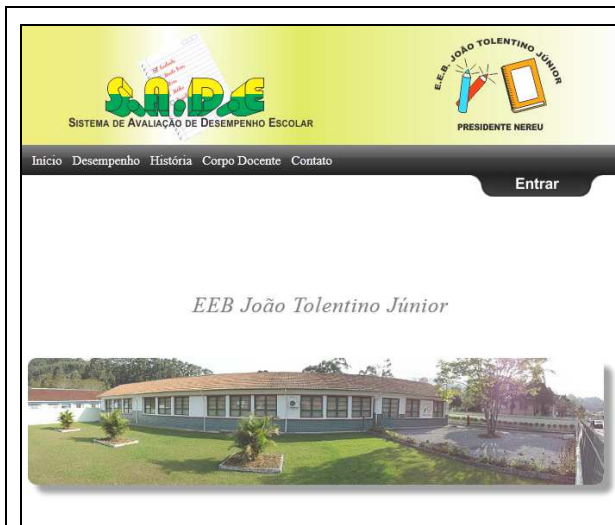 S.A.D.E
SISTEMA DE AVALIAÇÃO DE DESEMPENHO ESCOLAR
E.E.B. JOÃO TOLENTINO JÚNIOR
PRESIDENTE NEREU
Início Desempenho História Corpo Docente Contato
Entrar
EEB João Tolentino Júnior